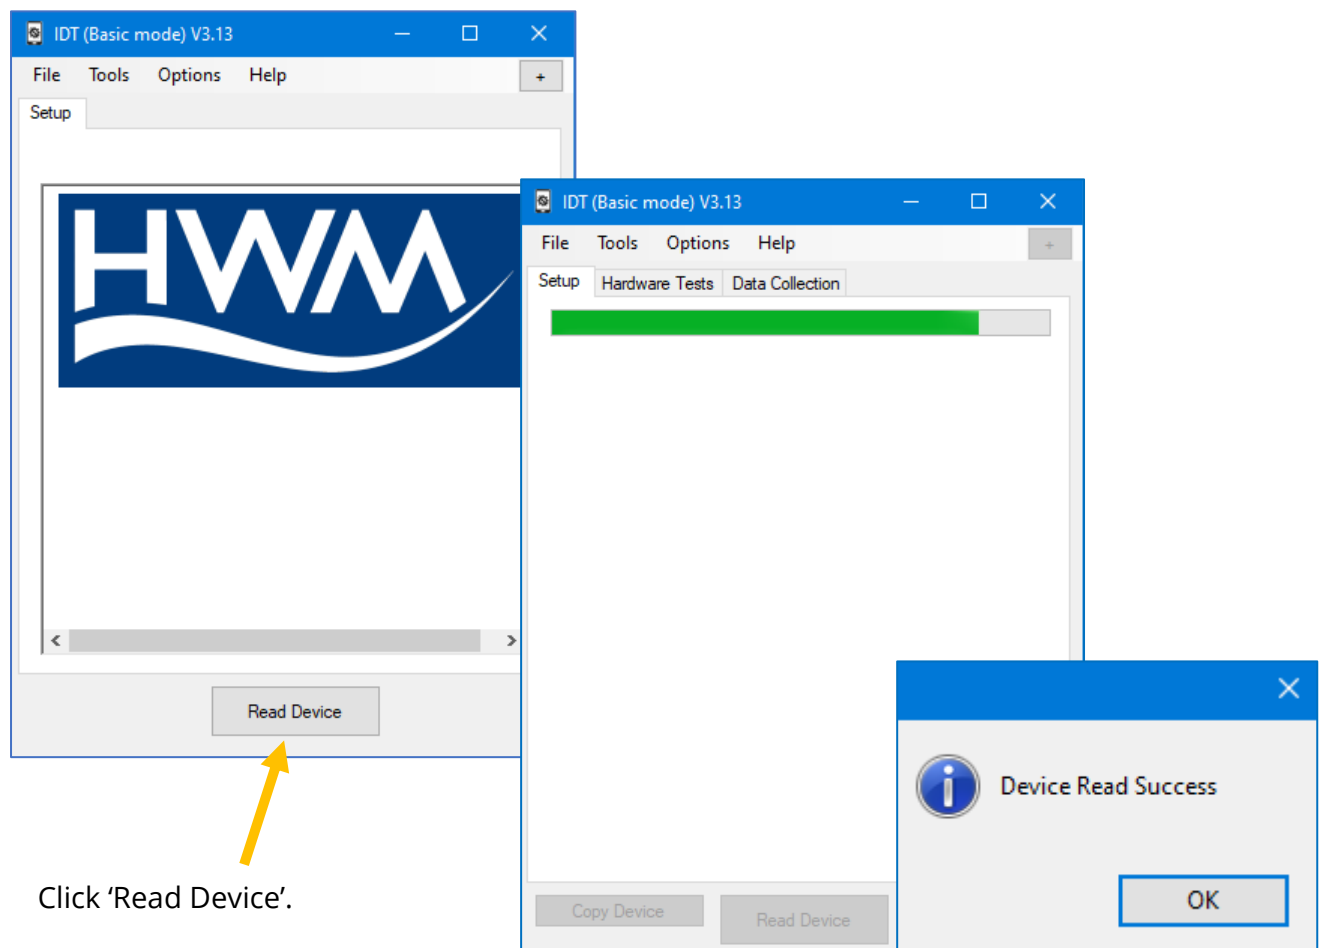 IDT (Basic mode) V3.13
File Tools Options Help +
Setup
HWM
Read Device
Click ‘Read Device’.
IDT (Basic mode) V3.13
File Tools Options Help +
Setup Hardware Tests Data Collection
Copy Device Read Device
Device Read Success
OK